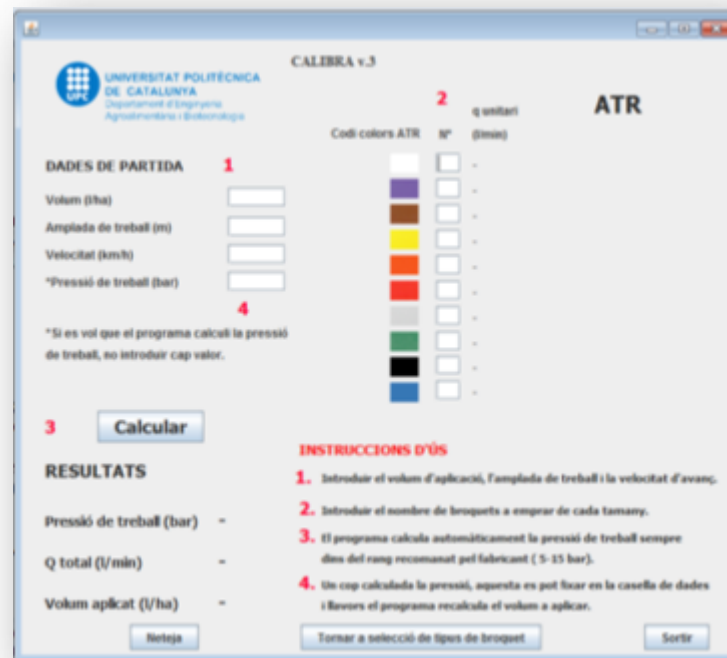 CALIBRA v.3
UPC
UNIVERSITAT POLITÈCNICA
DE CATALUNYA
Departament d'Enginyeria
Agroalimentària i Biotecnologia
2
q unitari
ATR
Codi colors ATR Nº (l/min)
DADES DE PARTIDA 1
Volum (l/ha)
Amplada de treball (m)
Velocitat (km/h)
*Pressió de treball (bar)
4
*Si es vol que el programa calculi la pressió
de treball, no introduir cap valor.
-
-
-
-
-
-
-
-
-
-
3 Calcular
RESULTATS
Pressió de treball (bar) -
Q total (l/min) -
Volum aplicat (l/ha) -
INSTRUCCIONS D'ÚS
1. Introduir el volum d'aplicació, l'amplada de treball i la velocitat d'avanç.
2. Introduir el nombre de broquets a emprar de cada tamany.
3. El programa calcula automàticament la pressió de treball sempre
dins del rang recomanat pel fabricant ( 5-15 bar).
4. Un cop calculada la pressió, aquesta es pot fixar en la casella de dades
i llavors el programa recalcula el volum a aplicar.
Neteja
Tornar a selecció de tipus de broquet
Sortir